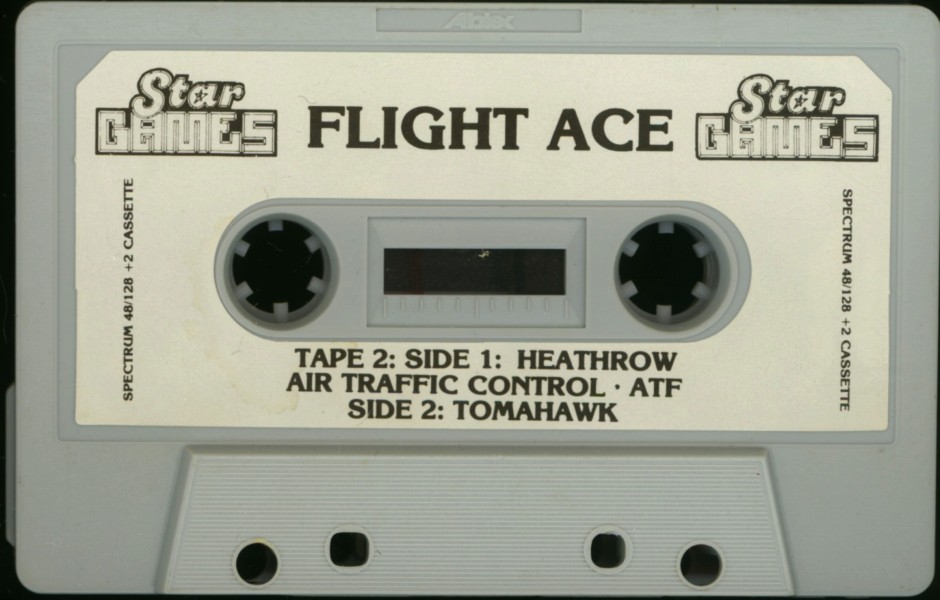 Abix
Star
GAMES
FLIGHT ACE
Star
GAMES
SPECTRUM 48/128 +2 CASSETTE
SPECTRUM 48/128 +2 CASSETTE
TAPE 2: SIDE 1: HEATHROW
AIR TRAFFIC CONTROL · ATF
SIDE 2: TOMAHAWK